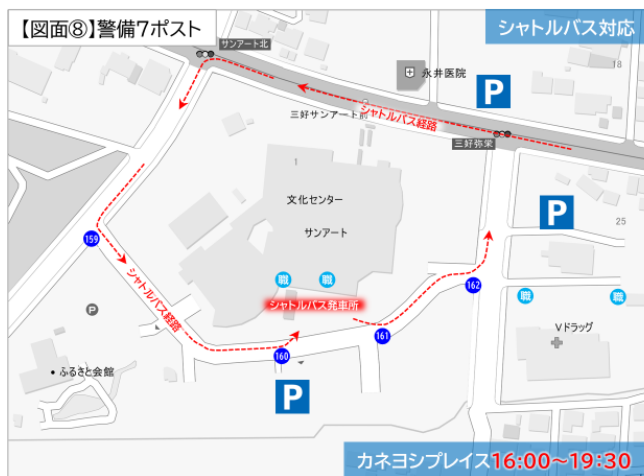 【図面⑧】警備7ポスト
シャトルバス対応
サンアート北
永井医院
18
P
シャトルバス経路
三好サンアート前
三好弥栄
1
文化センター
サンアート
P
25
159
シャトルバス経路
職
職
162
職
職
シャトルバス発車所
P
161
Vドラッグ
160
ふるさと会館
P
カネヨシプレイス16:00~19:30